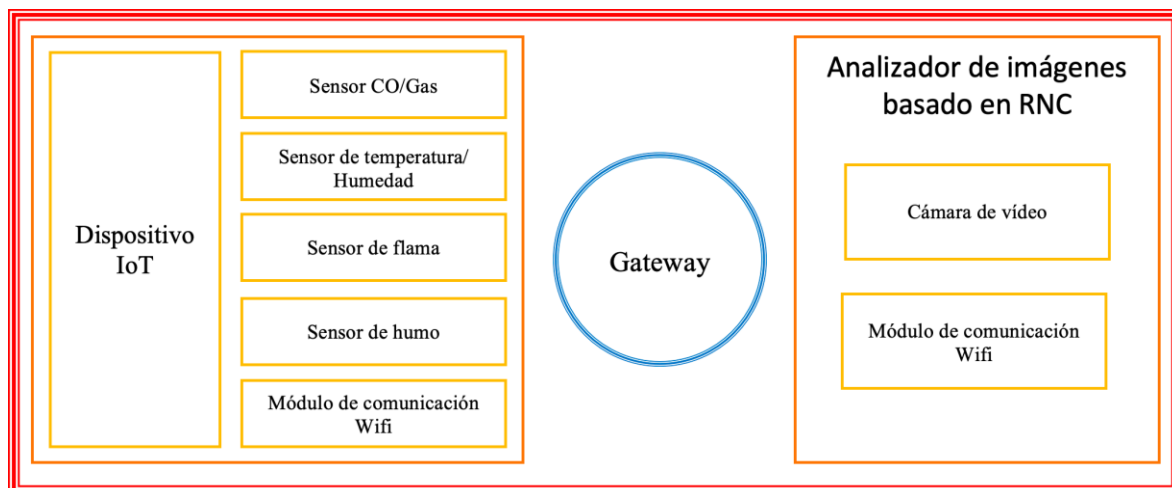 Dispositivo
IoT
Sensor CO/Gas
Sensor de temperatura/
Humedad
Sensor de flama
Sensor de humo
Módulo de comunicación
Wifi
Gateway
Analizador de imágenes
basado en RNC
Cámara de vídeo
Módulo de comunicación
Wifi